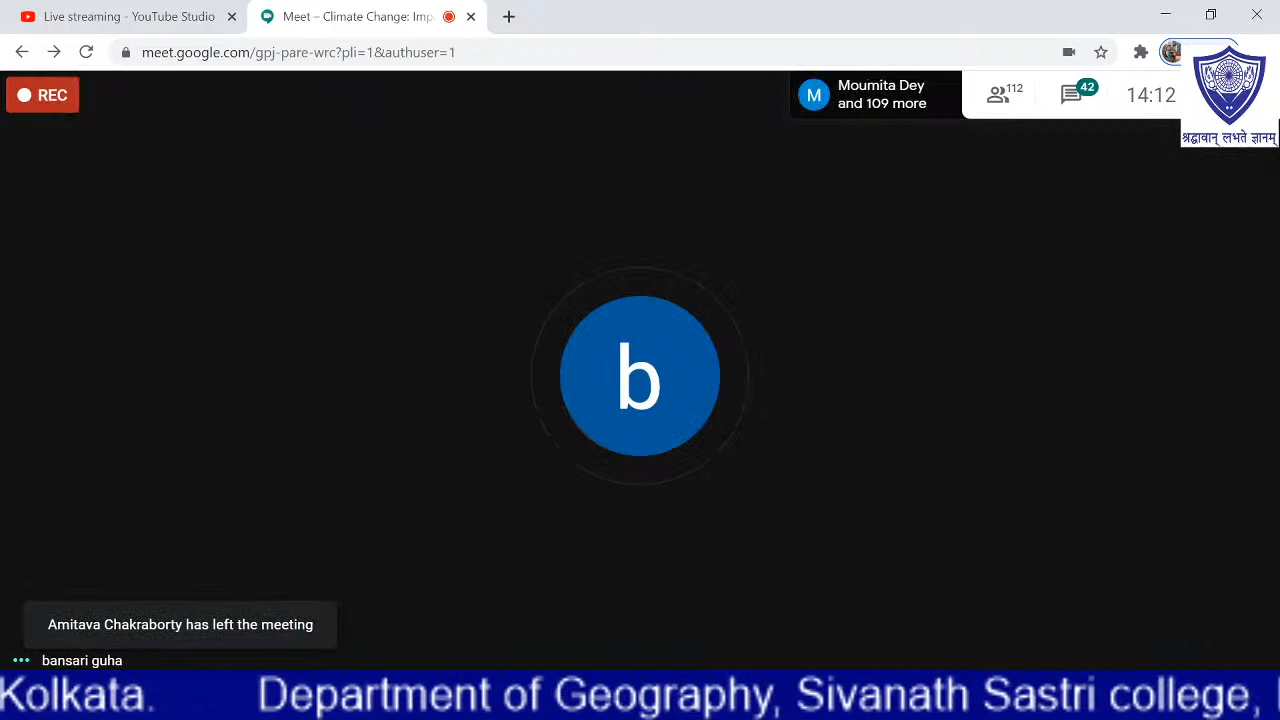 Live streaming - YouTube Studio
Meet – Climate Change: Imp
meet.google.com/gpj-pare-wrc?pli=1&authuser=1
REC
M
Moumita Dey
and 109 more
112
42
14:12
श्रद्धावान् लभते ज्ञानम्
b
Amitava Chakraborty has left the meeting
bansari guha
Kolkata. Department of Geography, Sivanath Sastri college,